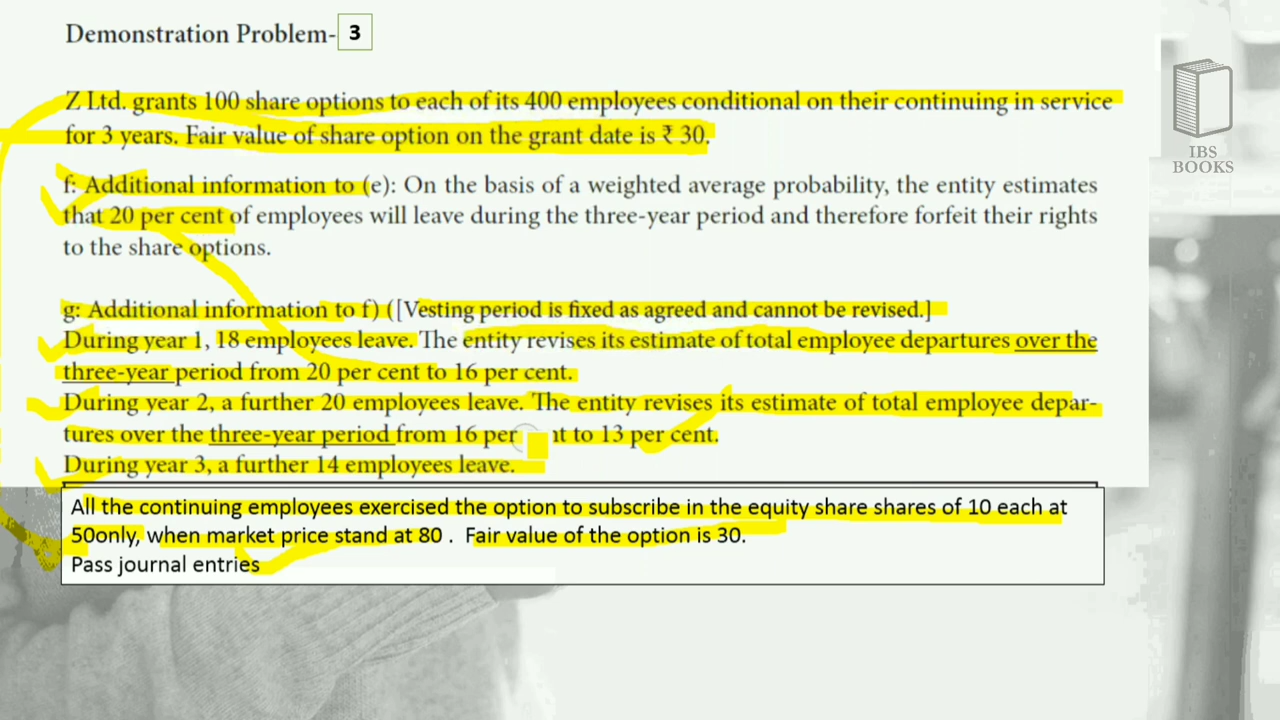 Demonstration Problem- 3
Z Ltd. grants 100 share options to each of its 400 employees conditional on their continuing in service
for 3 years. Fair value of share option on the grant date is ₹ 30.
f: Additional information to (e): On the basis of a weighted average probability, the entity estimates
that 20 per cent of employees will leave during the three-year period and therefore forfeit their rights
to the share options.
g: Additional information to f) ([Vesting period is fixed as agreed and cannot be revised.]
During year 1, 18 employees leave. The entity revises its estimate of total employee departures over the
three-year period from 20 per cent to 16 per cent.
During year 2, a further 20 employees leave. The entity revises its estimate of total employee depar-
tures over the three-year period from 16 per nt to 13 per cent.
During year 3, a further 14 employees leave.
All the continuing employees exercised the option to subscribe in the equity share shares of 10 each at
50only, when market price stand at 80 . Fair value of the option is 30.
Pass journal entries
IBS
BOOKS